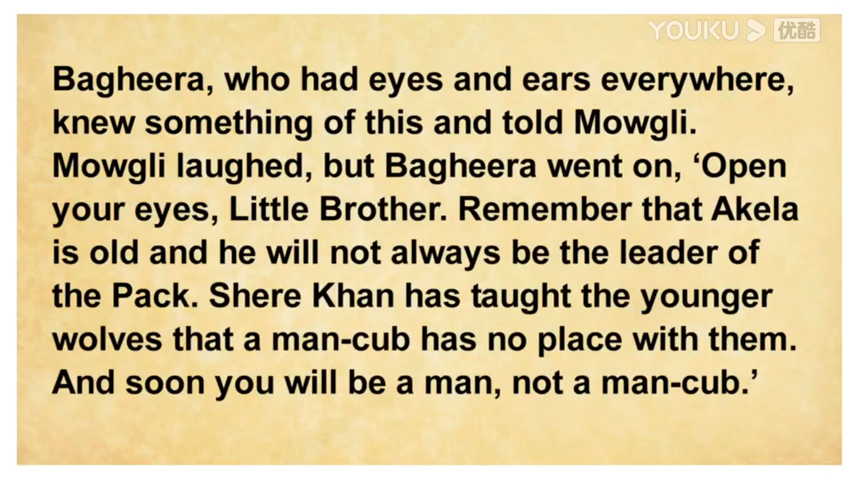 YOUKU 优酷
Bagheera, who had eyes and ears everywhere,
knew something of this and told Mowgli.
Mowgli laughed, but Bagheera went on, ‘Open
your eyes, Little Brother. Remember that Akela
is old and he will not always be the leader of
the Pack. Shere Khan has taught the younger
wolves that a man-cub has no place with them.
And soon you will be a man, not a man-cub.’